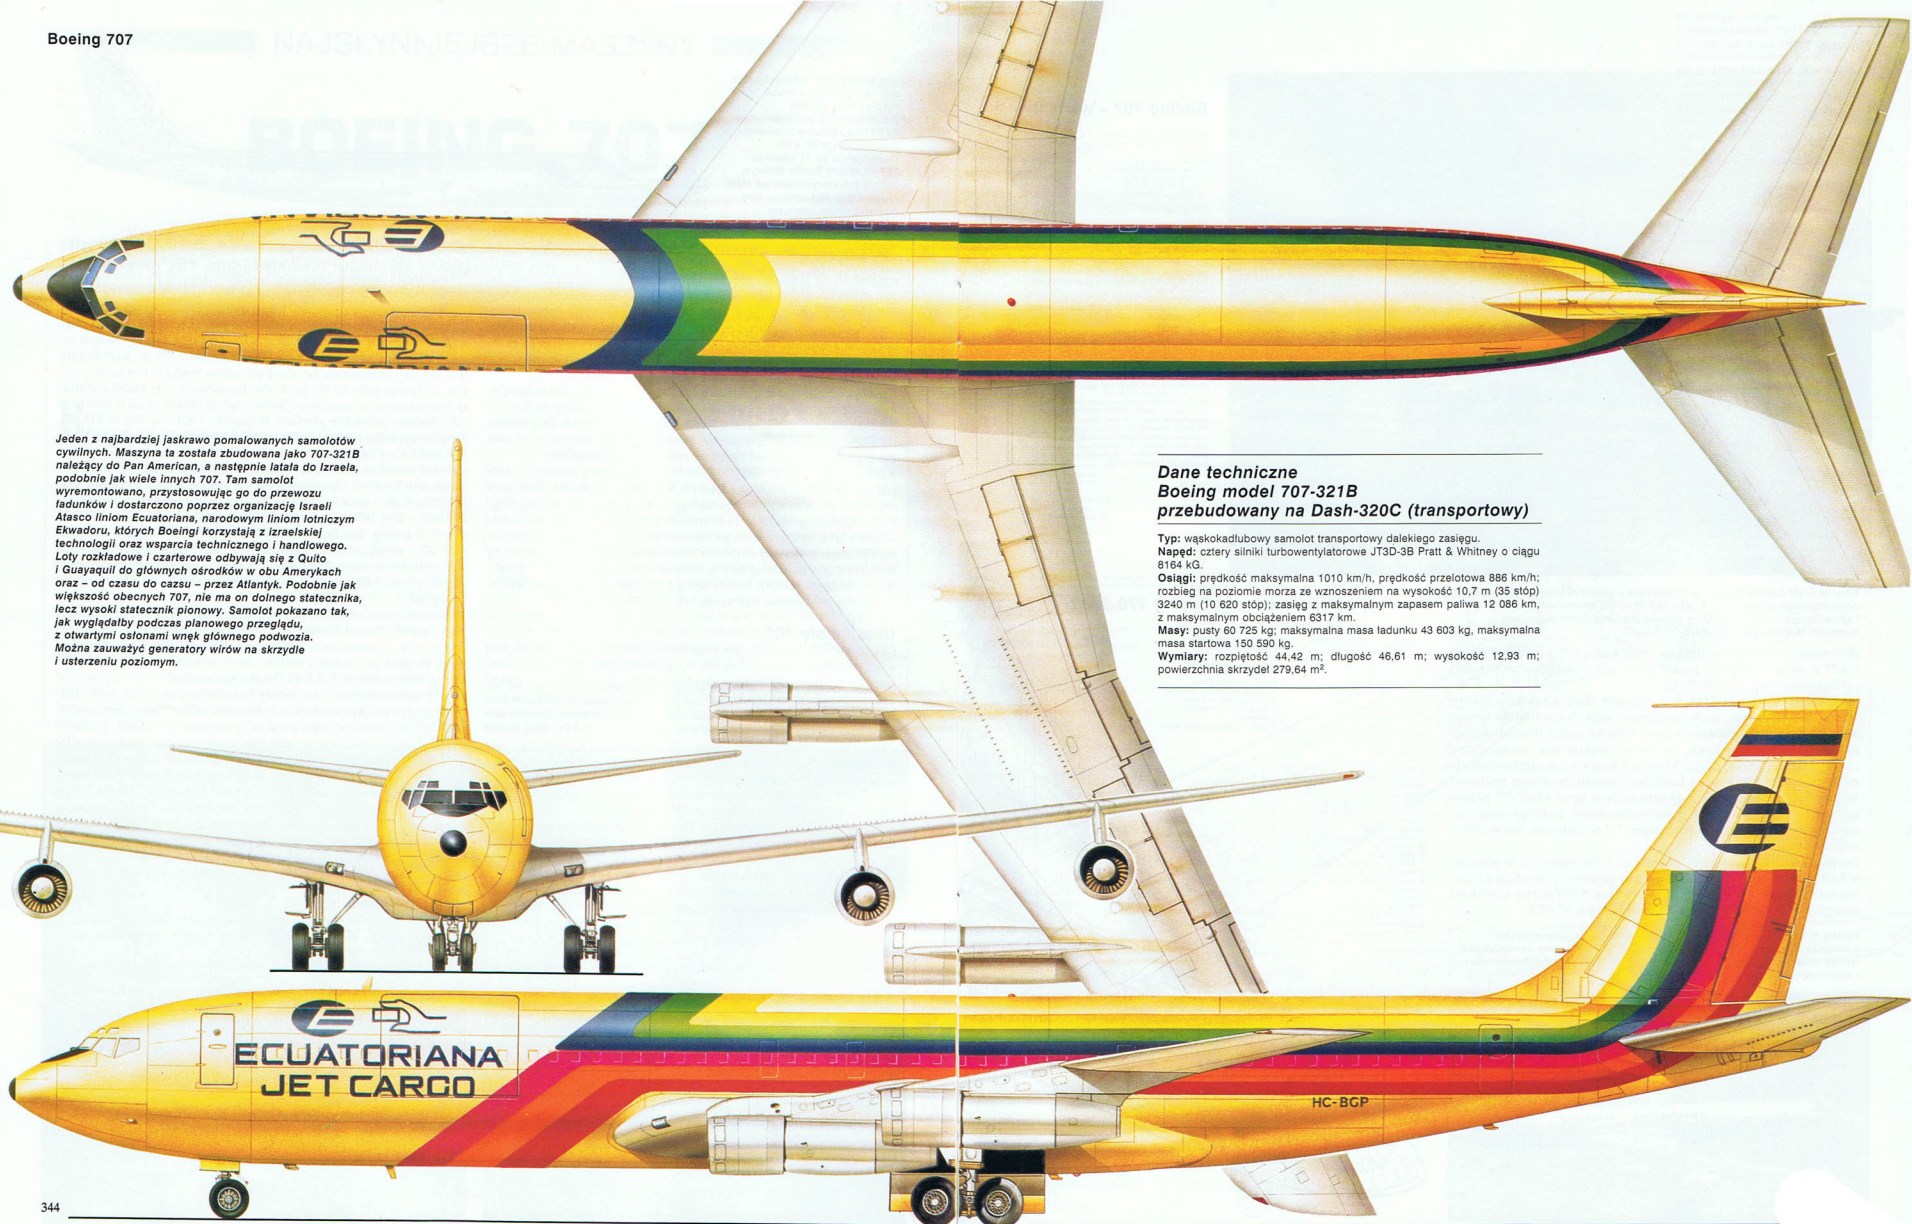 Boeing 707
Jeden z najbardziej jaskrawo pomalowanych samolotów
cywilnych. Maszyna ta została zbudowana jako 707-321B
należący do Pan American, a następnie latała do Izraela,
podobnie jak wiele innych 707. Tam samolot
wyremontowano, przystosowując go do przewozu
ładunków i dostarczono poprzez organizację Israeli
Atasco liniom Ecuatoriana, narodowym liniom lotniczym
Ekwadoru, których Boeingi korzystają z izraelskiej
technologii oraz wsparcia technicznego i handlowego.
Loty rozkładowe i czarterowe odbywają się z Quito
i Guayaquil do głównych ośrodków w obu Amerykach
oraz – od czasu do cazsu – przez Atlantyk. Podobnie jak
większość obecnych 707, nie ma on dolnego statecznika,
lecz wysoki statecznik pionowy. Samolot pokazano tak,
jak wyglądałby podczas planowego przeglądu,
z otwartymi osłonami wnęk głównego podwozia.
Można zauważyć generatory wirów na skrzydle
i usterzeniu poziomym.
Dane techniczne
Boeing model 707-321B
przebudowany na Dash-320C (transportowy)
Typ: wąskokadłubowy samolot transportowy dalekiego zasięgu.
Napęd: cztery silniki turbowentylatorowe JT3D-3B Pratt & Whitney o ciągu
8164 kG.
Osiągi: prędkość maksymalna 1010 km/h, prędkość przelotowa 886 km/h;
rozbieg na poziomie morza ze wznoszeniem na wysokość 10,7 m (35 stóp)
3240 m (10 620 stóp); zasięg z maksymalnym zapasem paliwa 12 086 km,
z maksymalnym obciążeniem 6317 km.
Masy: pusty 60 725 kg; maksymalna masa ładunku 43 603 kg, maksymalna
masa startowa 150 590 kg.
Wymiary: rozpiętość 44,42 m; długość 46,61 m; wysokość 12,93 m;
powierzchnia skrzydeł 279,64 m².
ECUATORIANA
JET CARGO
HC-BGP
344